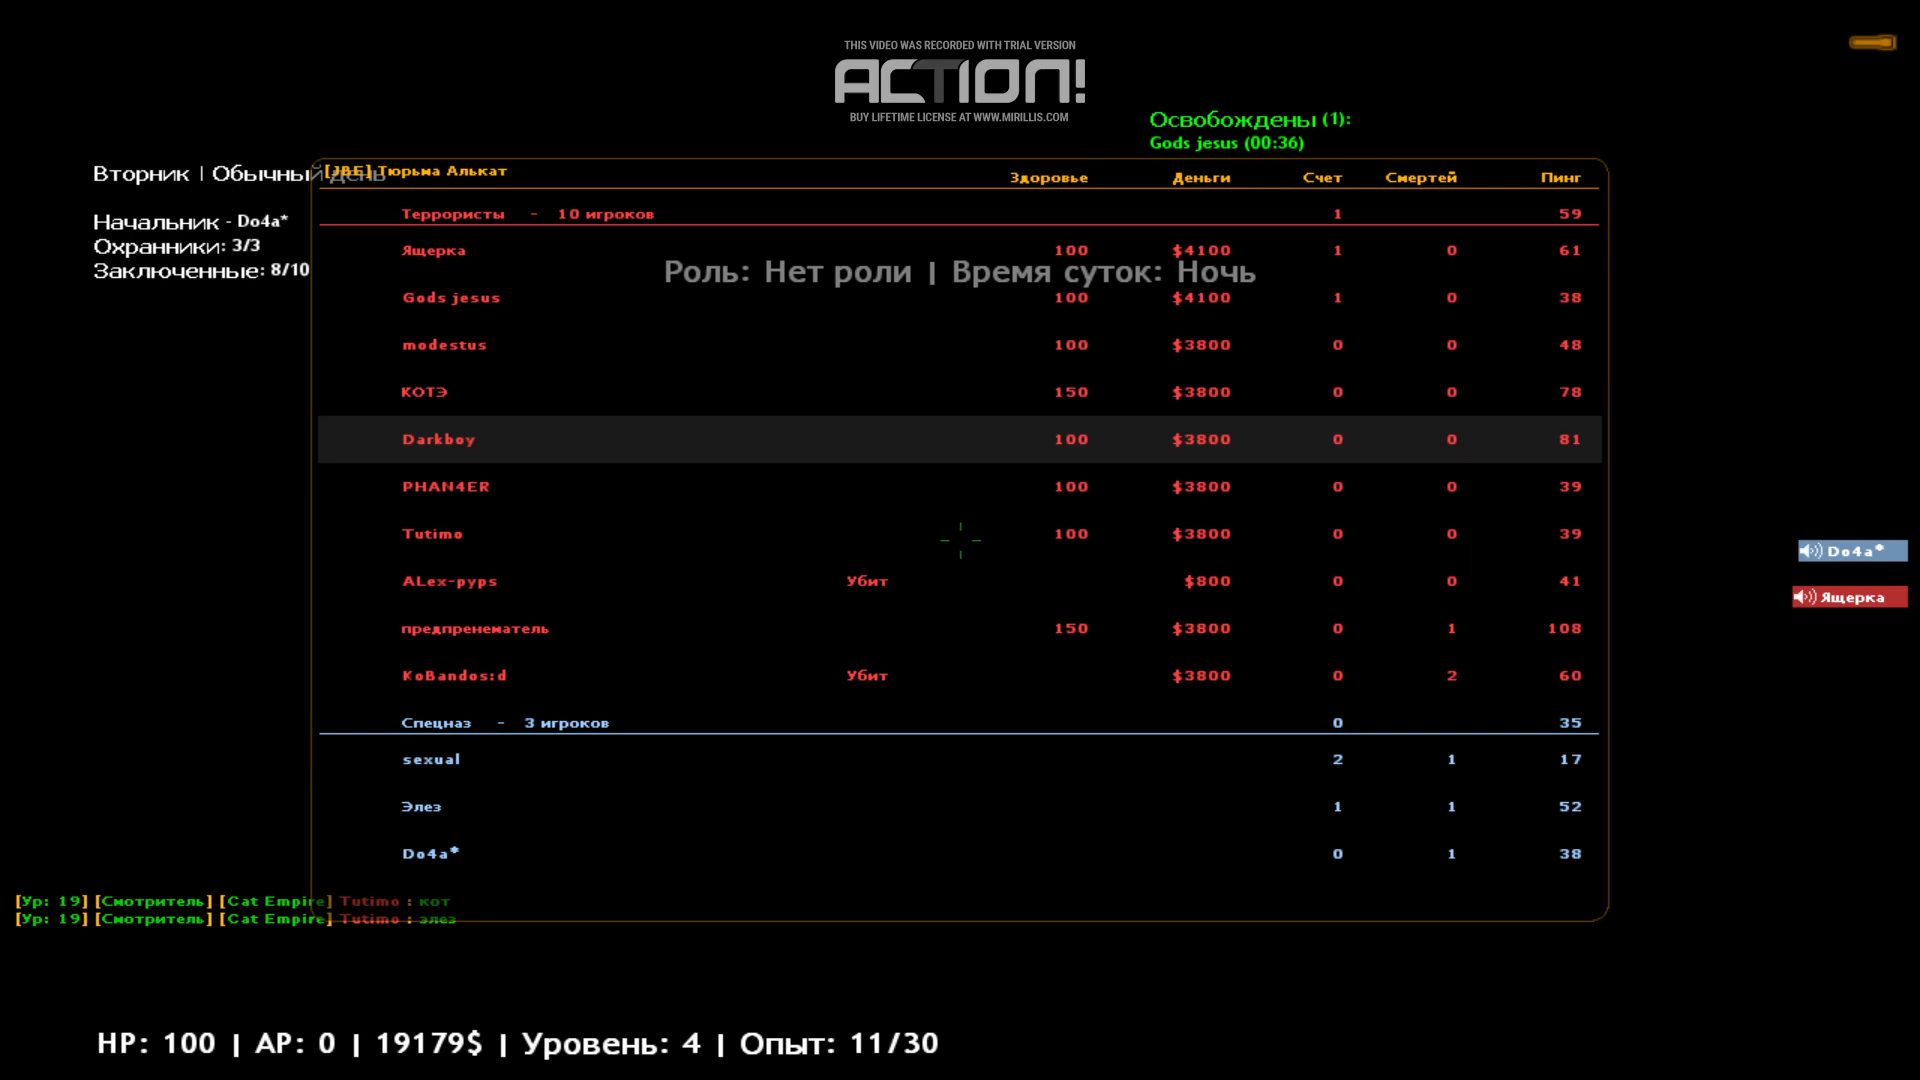 THIS VIDEO WAS RECORDED WITH TRIAL VERSION
ACTION!
BUY LIFETIME LICENSE AT WWW.MIRILLIS.COM
Освобождены (1):
Gods jesus (00:36)
Вторник | Обычный день
[JBE] Тюрьма Алькат
Здоровье Деньги Счет Смертей Пинг
Начальник - Do4a*
Охранники: 3/3
Заключенные: 8/10
Террористы - 10 игроков 1 59
Ящерка 100 $4100 1 0 61
Роль: Нет роли | Время суток: Ночь
Gods jesus 100 $4100 1 0 38
modestus 100 $3800 0 0 48
КОТЭ 150 $3800 0 0 78
Darkboy 100 $3800 0 0 81
PHAN4ER 100 $3800 0 0 39
Tutimo 100 $3800 0 0 39
ALex-pyps Убит $800 0 0 41
предпренематель 150 $3800 0 1 108
KoBandos:d Убит $3800 0 2 60
Спецназ - 3 игроков 0 35
sexual 2 1 17
Элез 1 1 52
Do4a* 0 1 38
Do4a*
Ящерка
[Ур: 19] [Смотритель] [Cat Empire] Tutimo : кот
[Ур: 19] [Смотритель] [Cat Empire] Tutimo : элез
HP: 100 | AP: 0 | 19179$ | Уровень: 4 | Опыт: 11/30